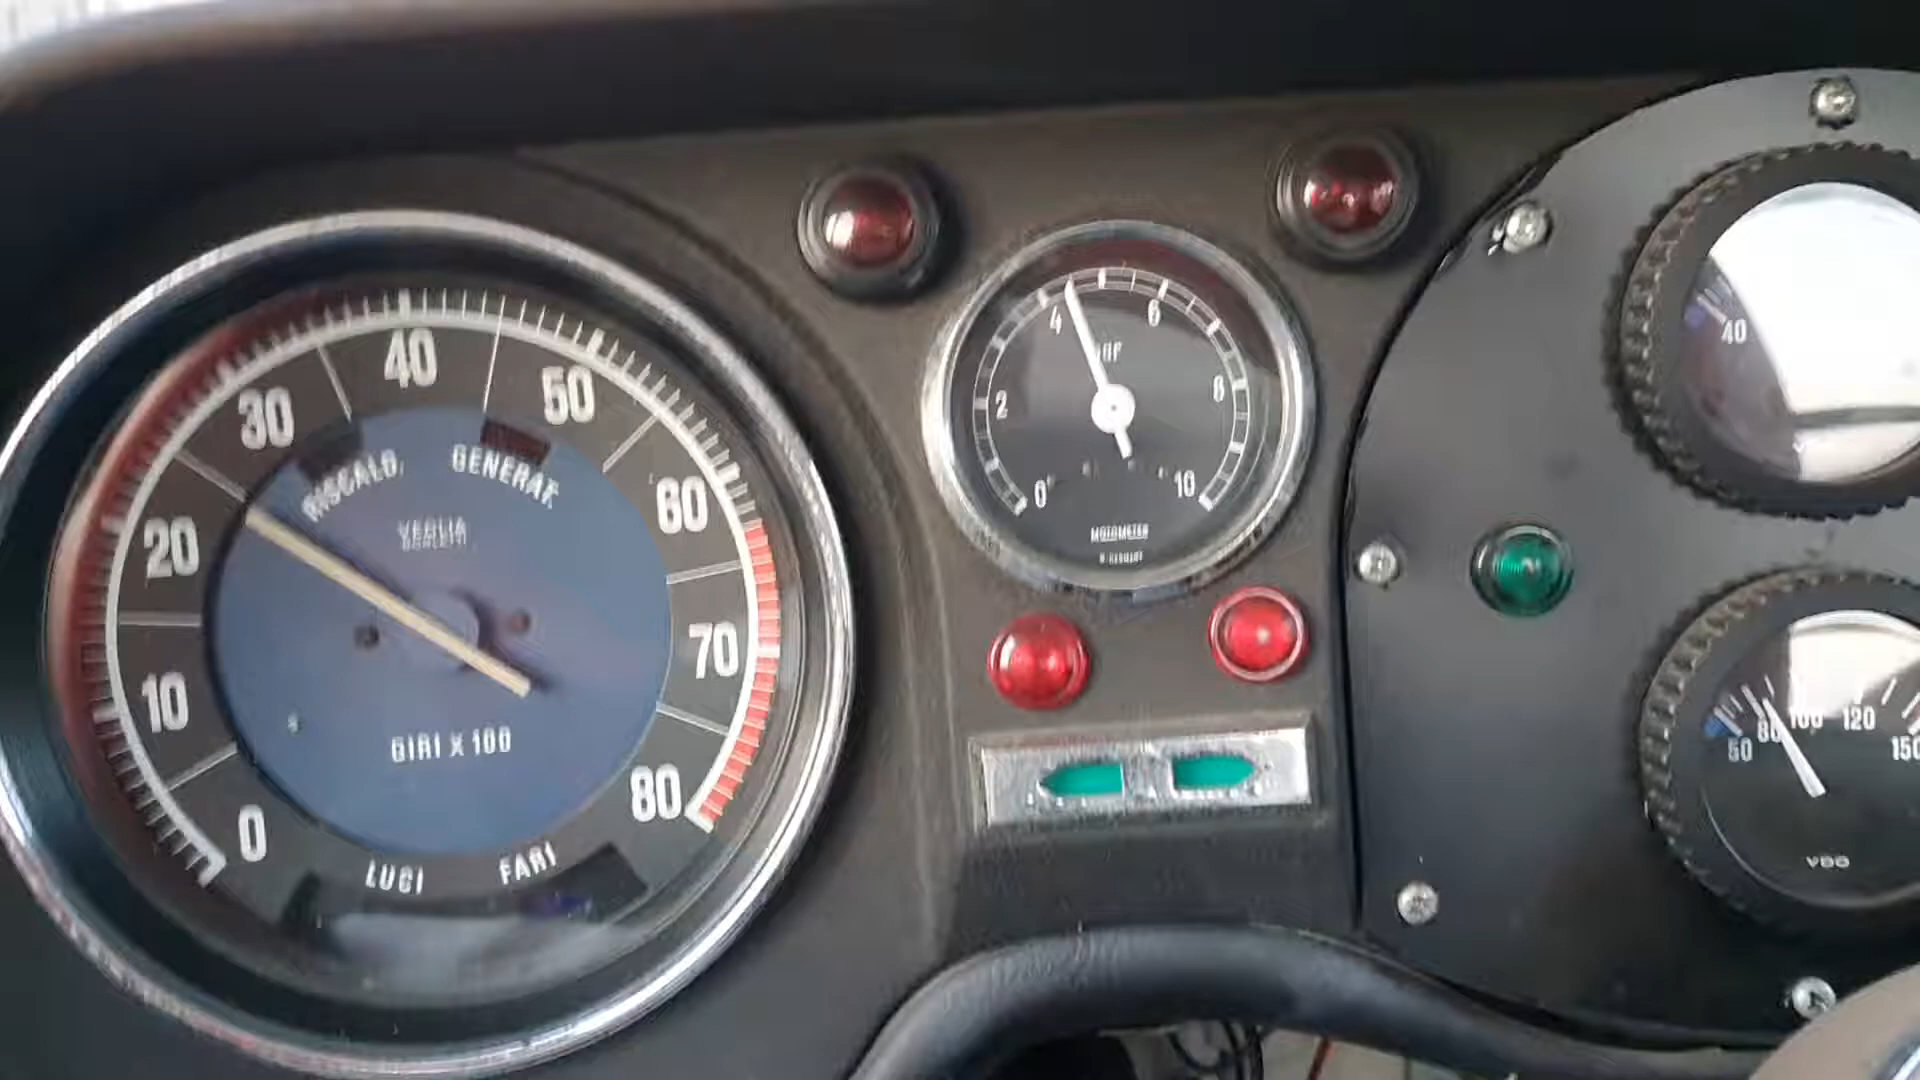 0
10
20
30
40
50
60
70
80
RISCALD.
GENERAT.
VEGLIA
BORLETTI
GIRI X 100
LUCI FARI
0
2
4
6
8
10
MOTOMETER
40
50
80
100
120
150
VDO